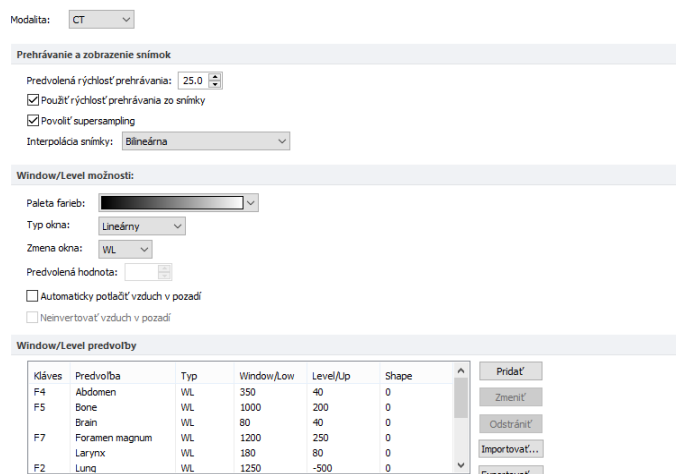 Modalita: CT
Prehrávanie a zobrazenie snímok
Predvolená rýchlosť prehrávania: 25.0
Použiť rýchlosť prehrávania zo snímky
Povoliť supersampling
Interpolácia snímky: Bilineárna
Window/Level možnosti:
Paleta farieb:
Typ okna: Lineárny
Zmena okna: WL
Predvolená hodnota:
Automaticky potlačiť vzduch v pozadí
Neinvertovať vzduch v pozadí
Window/Level predvoľby
Kláves Predvoľba Typ Window/Low Level/Up Shape Pridať
F4 Abdomen WL 350 40 0 Zmeniť
F5 Bone WL 1000 200 0
Brain WL 80 40 0 Odstrániť
F7 Foramen magnum WL 1200 250 0
Larynx WL 180 80 0 Importovať...
F2 Lung WL 1250 -500 0 Exportovať...